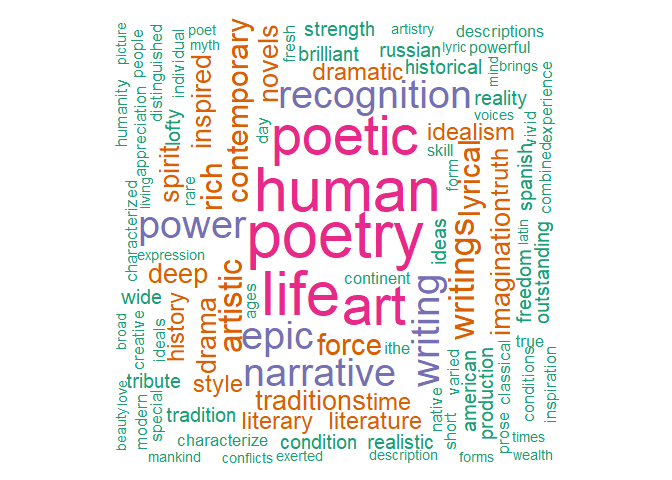 poet
myth
strength
artistry
descriptions
picture
people
distinguished
individual
contemporary
novels
fresh
brilliant
russian
lyric
powerful
dramatic
historical
mind
brings
humanity
appreciation
lofty
inspired
recognition
reality
voices
vivid
experience
day
poetic
idealism
skill
living
spirit
rare
rich
human
form
lyrical
truth
spanish
combined
characterized
power
poetry
writings
imagination
latin
expression
ideas
freedom
outstanding
deep
artistic
ages
life
continent
art
writing
wide
history
drama
epic
force
ithe
true
broad
creative
ideals
style
narrative
varied
american
production
classical
conditions
inspiration
tribute
traditions
time
native
short
prose
beauty
love
modern
special
tradition
literary
literature
characterize
condition
realistic
times
mankind
conflicts
exerted
description
forms
wealth